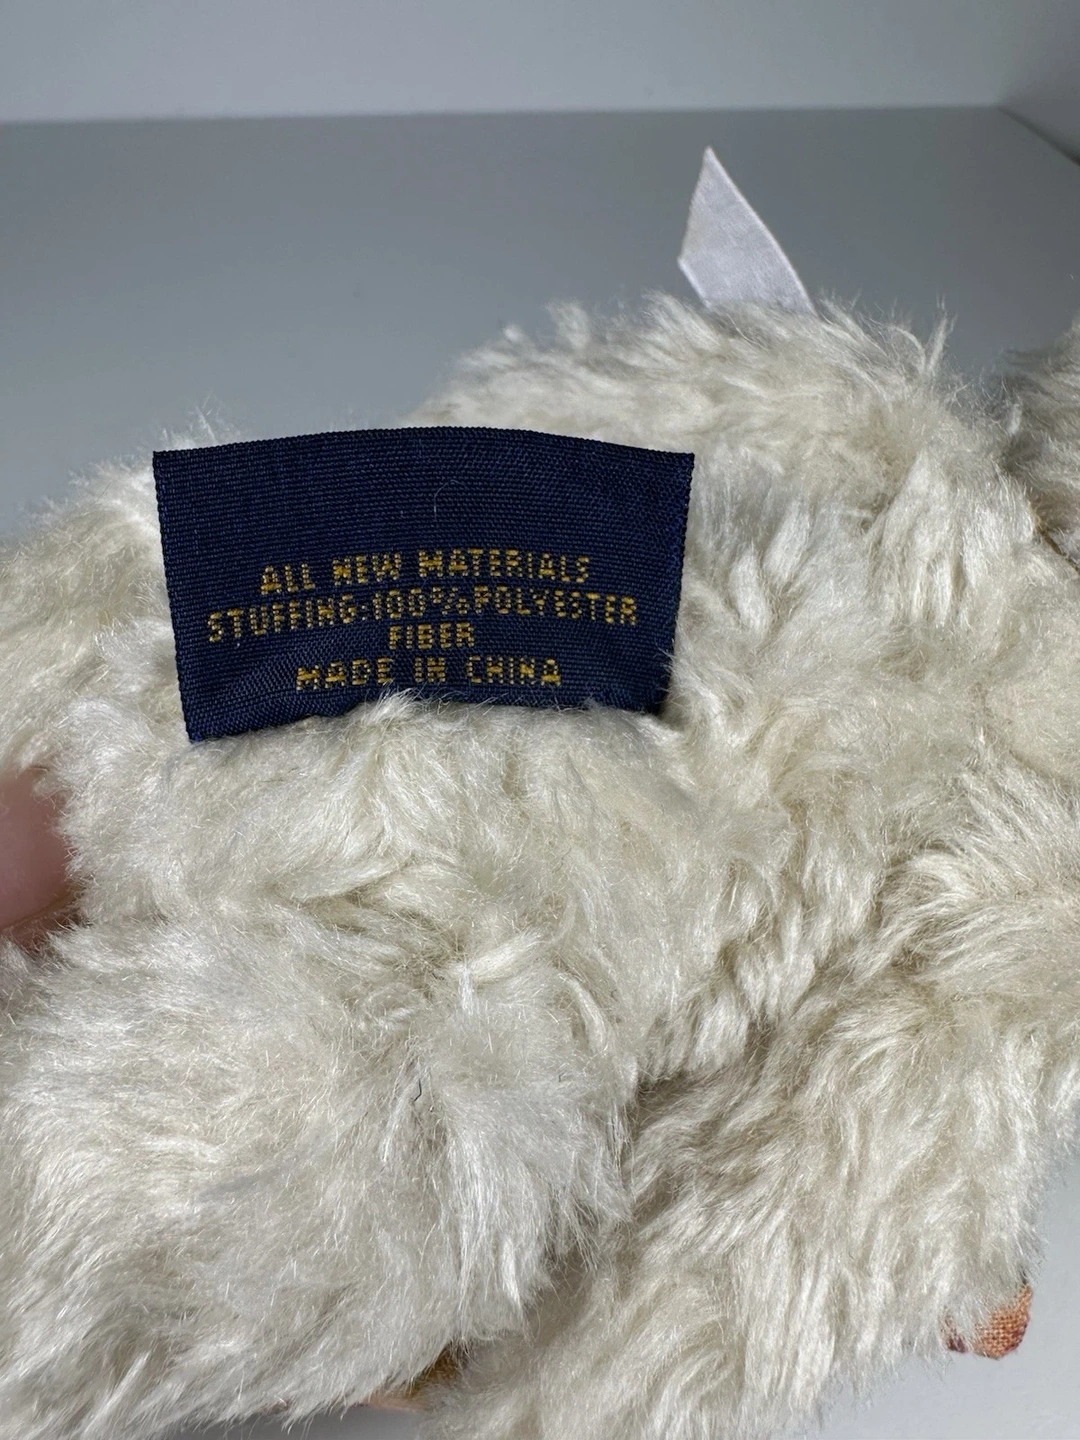 ALL NEW MATERIALS
STUFFING-100%POLYESTER
FIBER
MADE IN CHINA